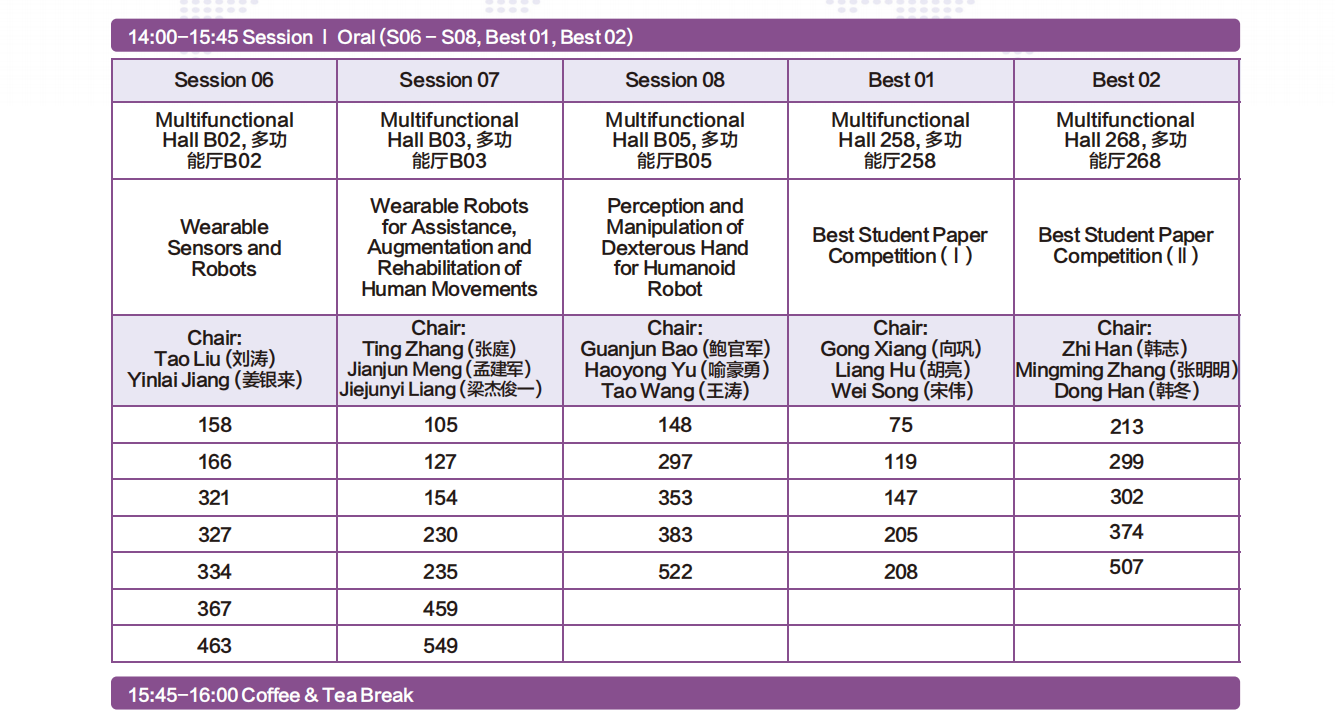 14:00-15:45 Session Ⅰ Oral (S06 - S08, Best 01, Best 02)
Session 06
Session 07
Session 08
Best 01
Best 02
Multifunctional
Hall B02, 多功
能厅B02
Multifunctional
Hall B03, 多功
能厅B03
Multifunctional
Hall B05, 多功
能厅B05
Multifunctional
Hall 258, 多功
能厅258
Multifunctional
Hall 268, 多功
能厅268
Wearable
Sensors and
Robots
Wearable Robots
for Assistance,
Augmentation and
Rehabilitation of
Human Movements
Perception and
Manipulation of
Dexterous Hand
for Humanoid
Robot
Best Student Paper
Competition (Ⅰ)
Best Student Paper
Competition (Ⅱ)
Chair:
Tao Liu (刘涛)
Yinlai Jiang (姜银来)
Chair:
Ting Zhang (张庭)
Jianjun Meng (孟建军)
Jiejunyi Liang (梁杰俊一)
Chair:
Guanjun Bao (鲍官军)
Haoyong Yu (喻豪勇)
Tao Wang (王涛)
Chair:
Gong Xiang (向巩)
Liang Hu (胡亮)
Wei Song (宋伟)
Chair:
Zhi Han (韩志)
Mingming Zhang (张明明)
Dong Han (韩冬)
158
105
148
75
213
166
127
297
119
299
321
154
353
147
302
327
230
383
205
374
334
235
522
208
507
367
459
463
549
15:45-16:00 Coffee & Tea Break